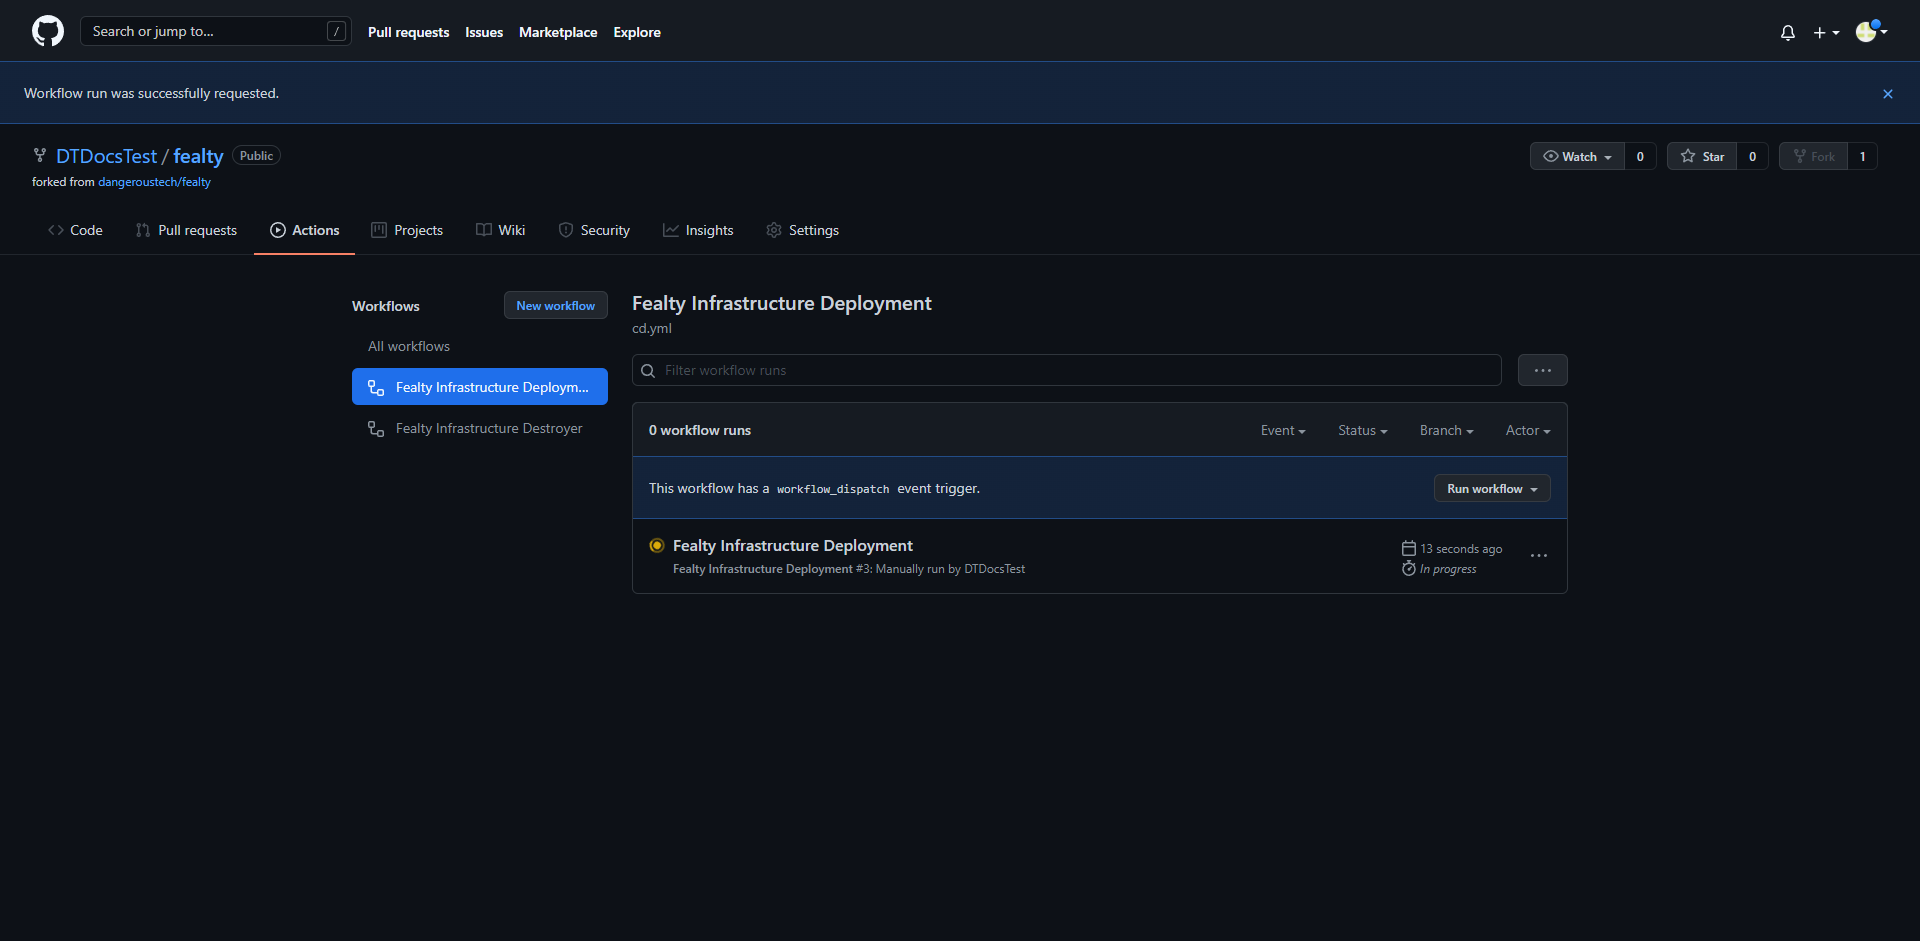 Search or jump to... /
Pull requests Issues Marketplace Explore
Workflow run was successfully requested.
DTDocsTest / fealty Public
forked from dangeroustech/fealty
Watch 0 Star 0 Fork 1
Code Pull requests Actions Projects Wiki Security Insights Settings
Workflows New workflow
All workflows
Fealty Infrastructure Deploym...
Fealty Infrastructure Destroyer
Fealty Infrastructure Deployment
cd.yml
Filter workflow runs
0 workflow runs Event Status Branch Actor
This workflow has a workflow_dispatch event trigger. Run workflow
Fealty Infrastructure Deployment
Fealty Infrastructure Deployment #3: Manually run by DTDocsTest
13 seconds ago
In progress